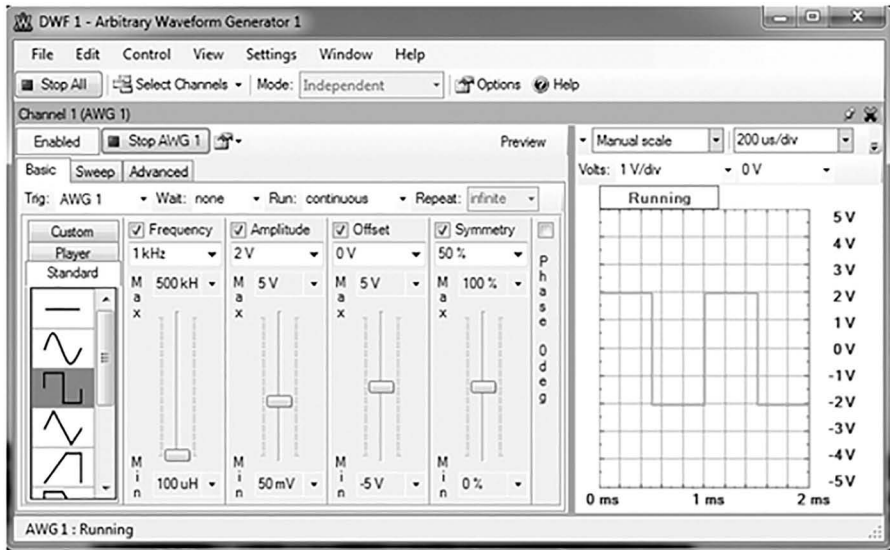 DWF 1 - Arbitrary Waveform Generator 1
File Edit Control View Settings Window Help
Stop All Select Channels Mode: Independent Options Help
Channel 1 (AWG 1)
Enabled Stop AWG 1 Preview
Manual scale 200 us/div
Basic Sweep Advanced
Volts: 1 V/div 0 V
Trig: AWG 1 Wait: none Run: continuous Repeat: infinite
Running
Custom
Player
Standard
Frequency Amplitude Offset Symmetry
1 kHz 2 V 0 V 50 %
Max 500 kH Max 5 V Max 5 V Max 100 %
Min 100 uH Min 50 mV Min -5 V Min 0 %
Phase 0deg
5 V
4 V
3 V
2 V
1 V
0 V
-1 V
-2 V
-3 V
-4 V
-5 V
0 ms 1 ms 2 ms
AWG 1 : Running